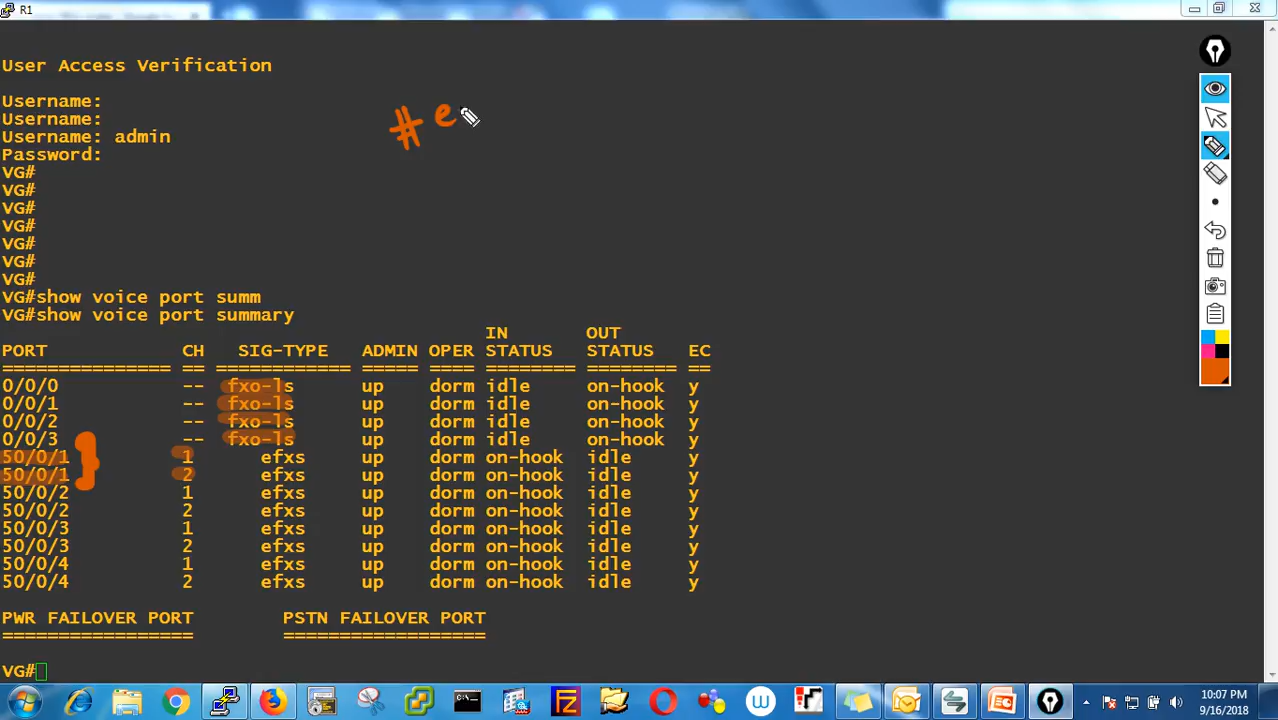 R1
User Access Verification
Username:
Username:
Username: admin
Password:
# e
VG#
VG#
VG#
VG#
VG#
VG#
VG#
VG#show voice port summ
VG#show voice port summary
IN OUT
PORT CH SIG-TYPE ADMIN OPER STATUS STATUS EC
=============== == ============ ===== ==== ======== ======== ==
0/0/0 -- fxo-ls up dorm idle on-hook y
0/0/1 -- fxo-ls up dorm idle on-hook y
0/0/2 -- fxo-ls up dorm idle on-hook y
0/0/3 -- fxo-ls up dorm idle on-hook y
50/0/1 1 efxs up dorm on-hook idle y
50/0/1 2 efxs up dorm on-hook idle y
50/0/2 1 efxs up dorm on-hook idle y
50/0/2 2 efxs up dorm on-hook idle y
50/0/3 1 efxs up dorm on-hook idle y
50/0/3 2 efxs up dorm on-hook idle y
50/0/4 1 efxs up dorm on-hook idle y
50/0/4 2 efxs up dorm on-hook idle y
PWR FAILOVER PORT PSTN FAILOVER PORT
================= ==================
VG#
10:07 PM
9/16/2018